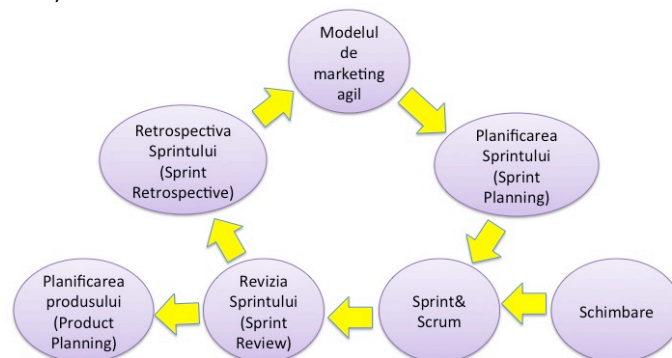 Modelul
de
marketing
agil
Planificarea
Sprintului
(Sprint
Planning)
Schimbare
Sprint&
Scrum
Revizia
Sprintului
(Sprint
Review)
Planificarea
produsului
(Product
Planning)
Retrospectiva
Sprintului
(Sprint
Retrospective)